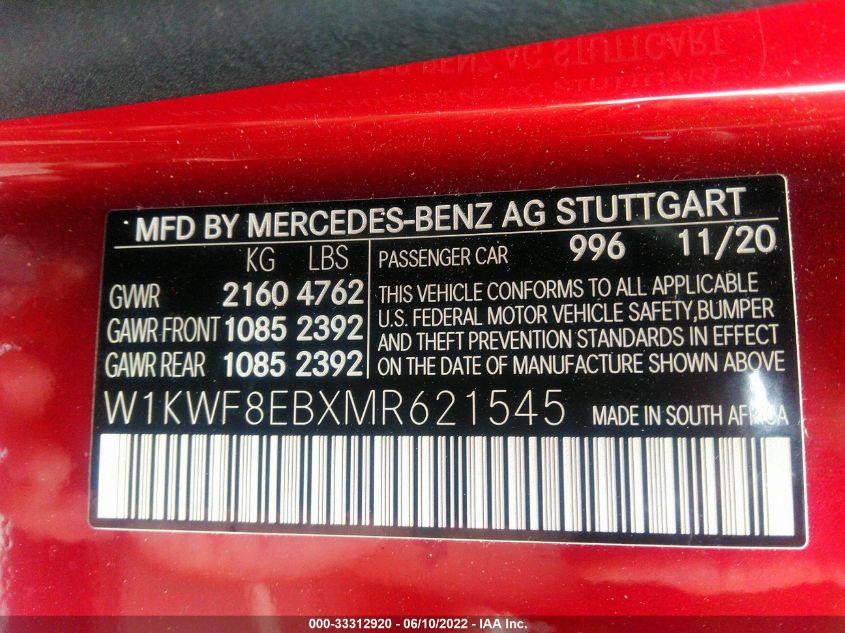 MFD BY MERCEDES-BENZ AG STUTTGART
KG LBS
GVWR 2160 4762
GAWR FRONT 1085 2392
GAWR REAR 1085 2392
PASSENGER CAR 996 11/20
THIS VEHICLE CONFORMS TO ALL APPLICABLE
U.S. FEDERAL MOTOR VEHICLE SAFETY, BUMPER
AND THEFT PREVENTION STANDARDS IN EFFECT
ON THE DATE OF MANUFACTURE SHOWN ABOVE
W1KWF8EBXMR621545 MADE IN SOUTH AFRICA
000-33312920 - 06/10/2022 - IAA Inc.